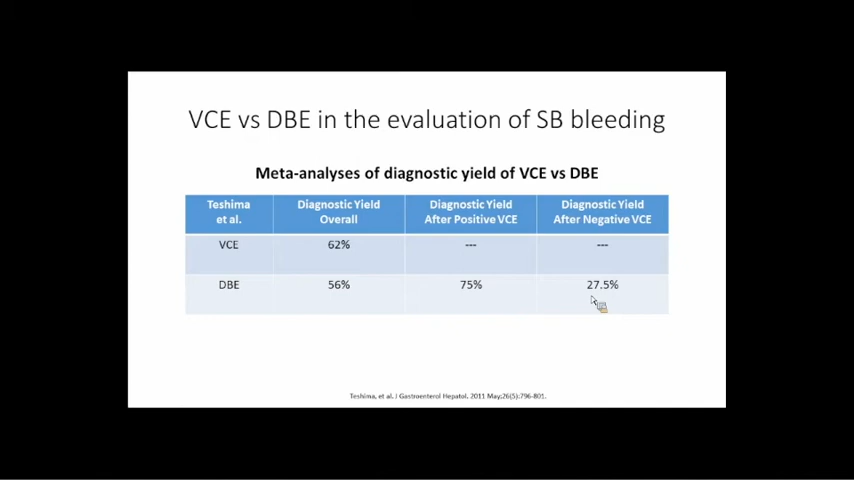 VCE vs DBE in the evaluation of SB bleeding
Meta-analyses of diagnostic yield of VCE vs DBE
Teshima et al. Diagnostic Yield Overall Diagnostic Yield After Positive VCE Diagnostic Yield After Negative VCE
VCE 62% --- ---
DBE 56% 75% 27.5%
Teshima, et al. J Gastroenterol Hepatol. 2011 May;26(5):796-801.